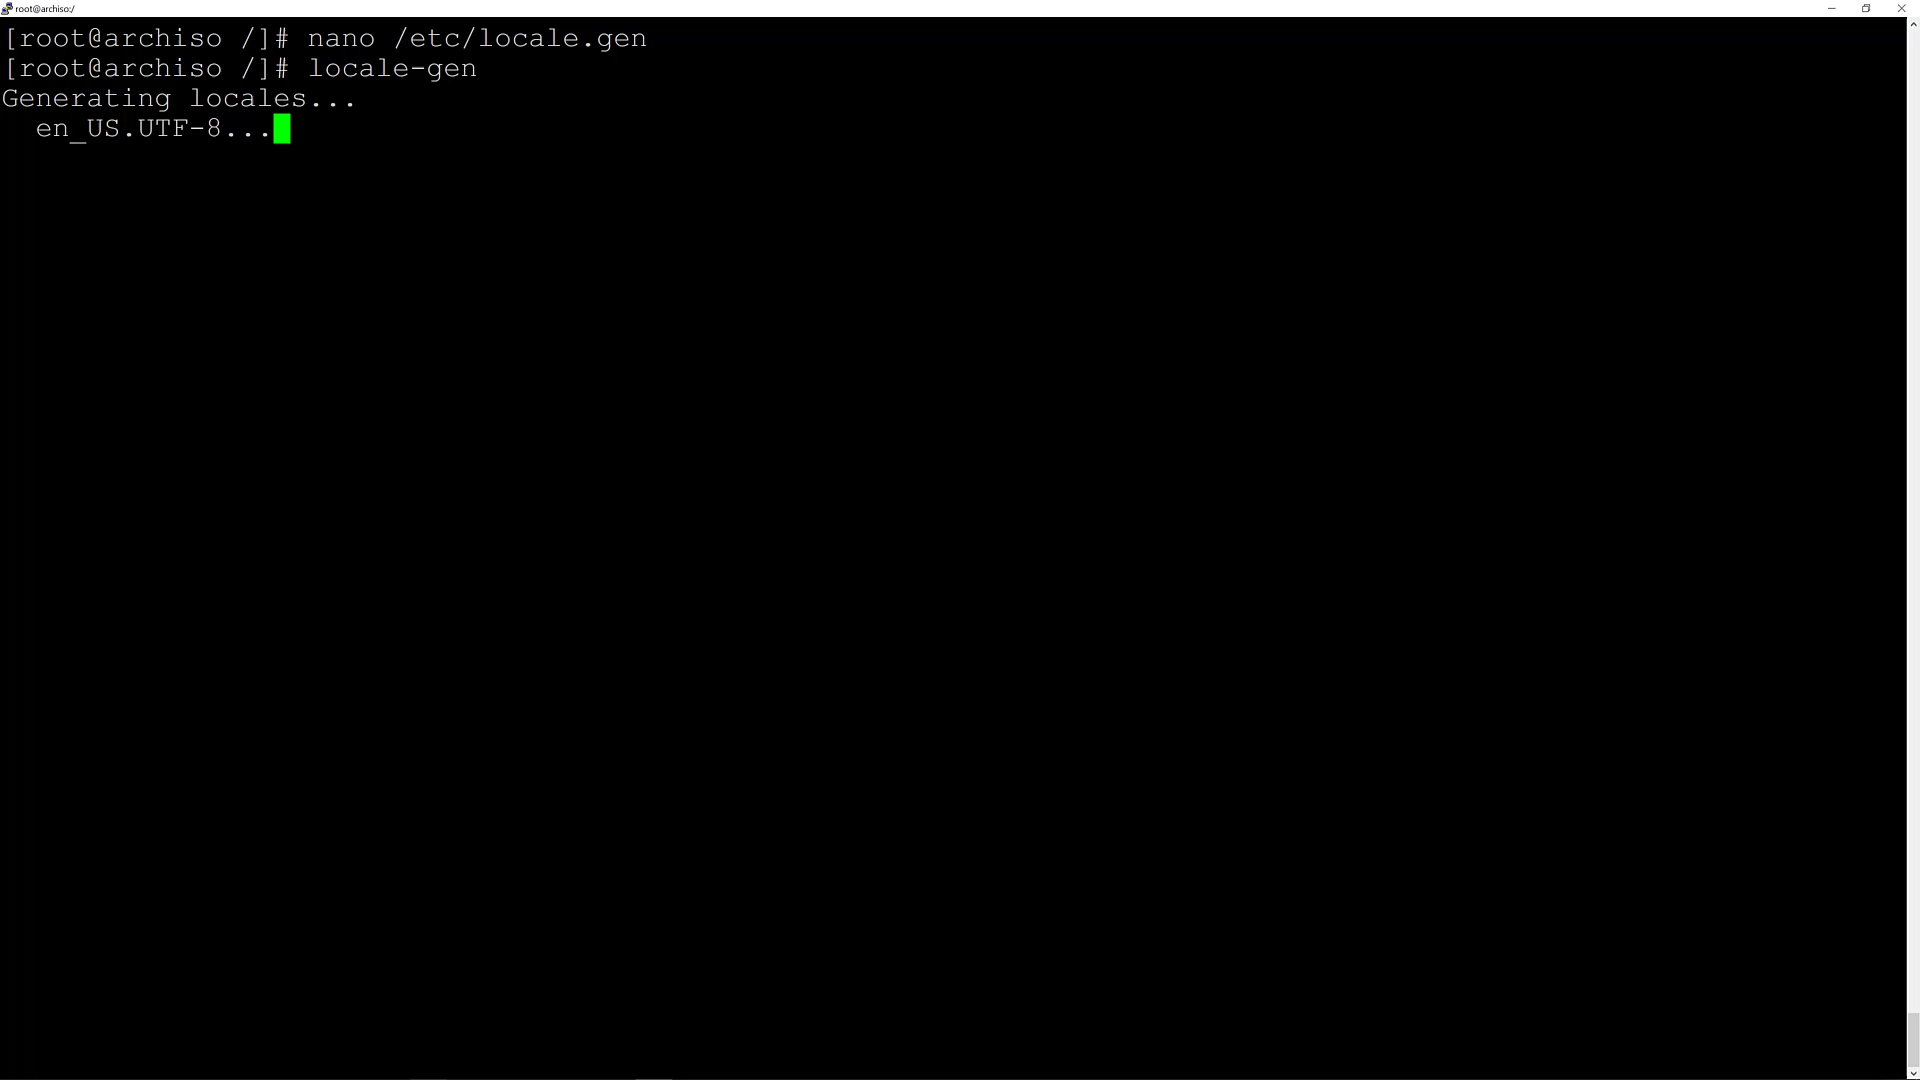 root@archiso:/
[root@archiso /]# nano /etc/locale.gen
[root@archiso /]# locale-gen
Generating locales...
  en_US.UTF-8...